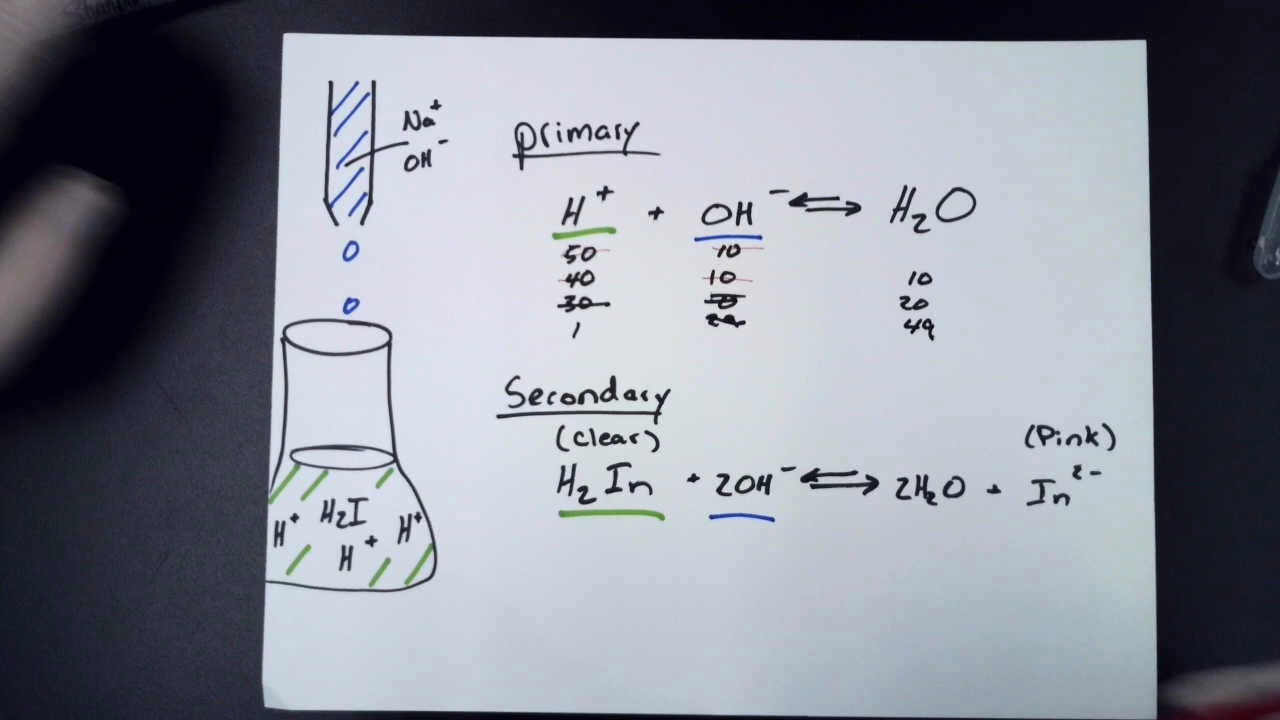 Na⁺
OH⁻
primary
H⁺ + OH⁻ ⇌ H₂O
50 10
40 10 10
30 20
1 49
Secondary
(Clear) (Pink)
H₂In + 2OH⁻ ⇌ 2H₂O + In²⁻
H₂I
H⁺ H⁺
H⁺